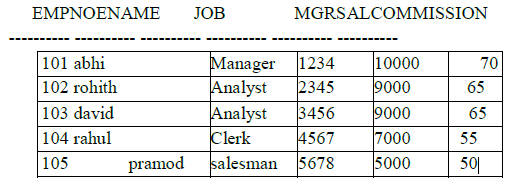 EMPNOENAME JOB MGRSALCOMMISSION
---------- ---------- ---------- ---------- ---------- ----------
101 abhi Manager 1234 10000 70
102 rohith Analyst 2345 9000 65
103 david Analyst 3456 9000 65
104 rahul Clerk 4567 7000 55
105 pramod salesman 5678 5000 50